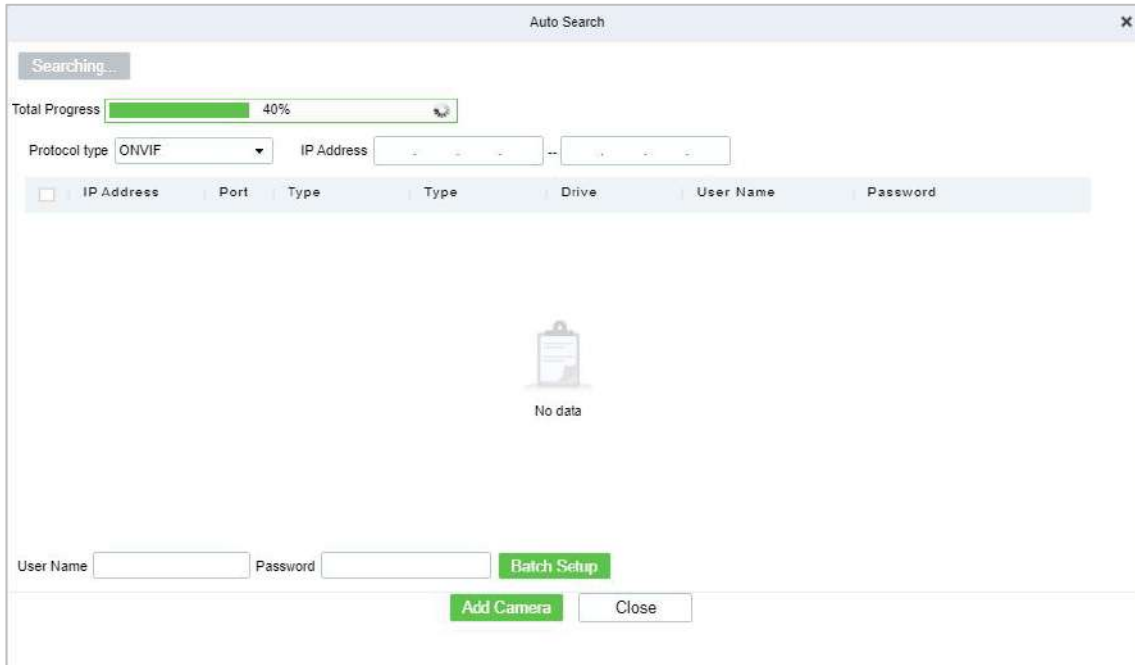 Auto Search
Searching...
Total Progress 40%
Protocol type ONVIF IP Address . . . -- . . .
IP Address Port Type Type Drive User Name Password
No data
User Name Password Batch Setup
Add Camera Close